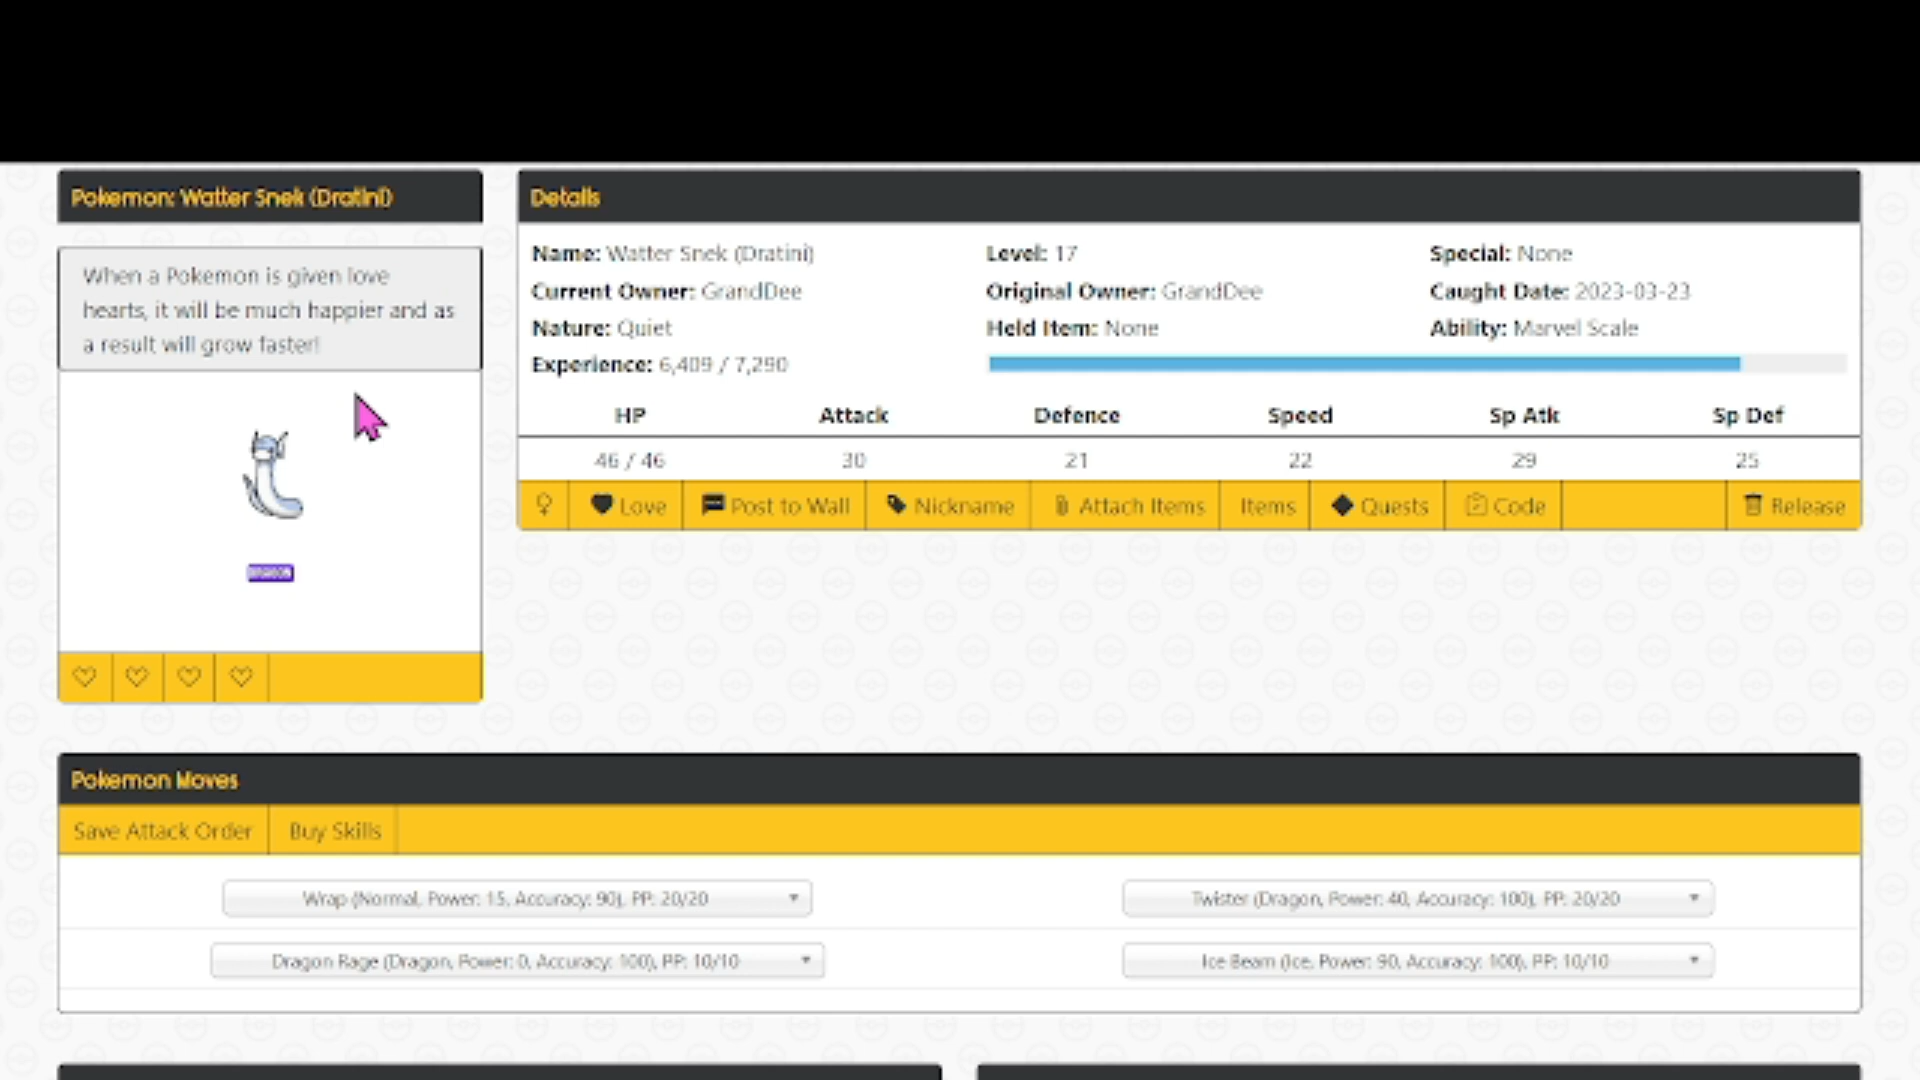 Pokemon: Watter Snek (Dratini)
When a Pokemon is given love
hearts, it will be much happier and as
a result will grow faster!
DRAGON
Details
Name: Watter Snek (Dratini) Level: 17 Special: None
Current Owner: GrandDee Original Owner: GrandDee Caught Date: 2023-03-23
Nature: Quiet Held Item: None Ability: Marvel Scale
Experience: 6,409 / 7,290
HP Attack Defence Speed Sp Atk Sp Def
46 / 46 30 21 22 29 25
Love Post to Wall Nickname Attach Items Items Quests Code Release
Pokemon Moves
Save Attack Order Buy Skills
Wrap (Normal, Power: 15, Accuracy: 90), PP: 20/20 Twister (Dragon, Power: 40, Accuracy: 100), PP: 20/20
Dragon Rage (Dragon, Power: 0, Accuracy: 100), PP: 10/10 Ice Beam (Ice, Power: 90, Accuracy: 100), PP: 10/10